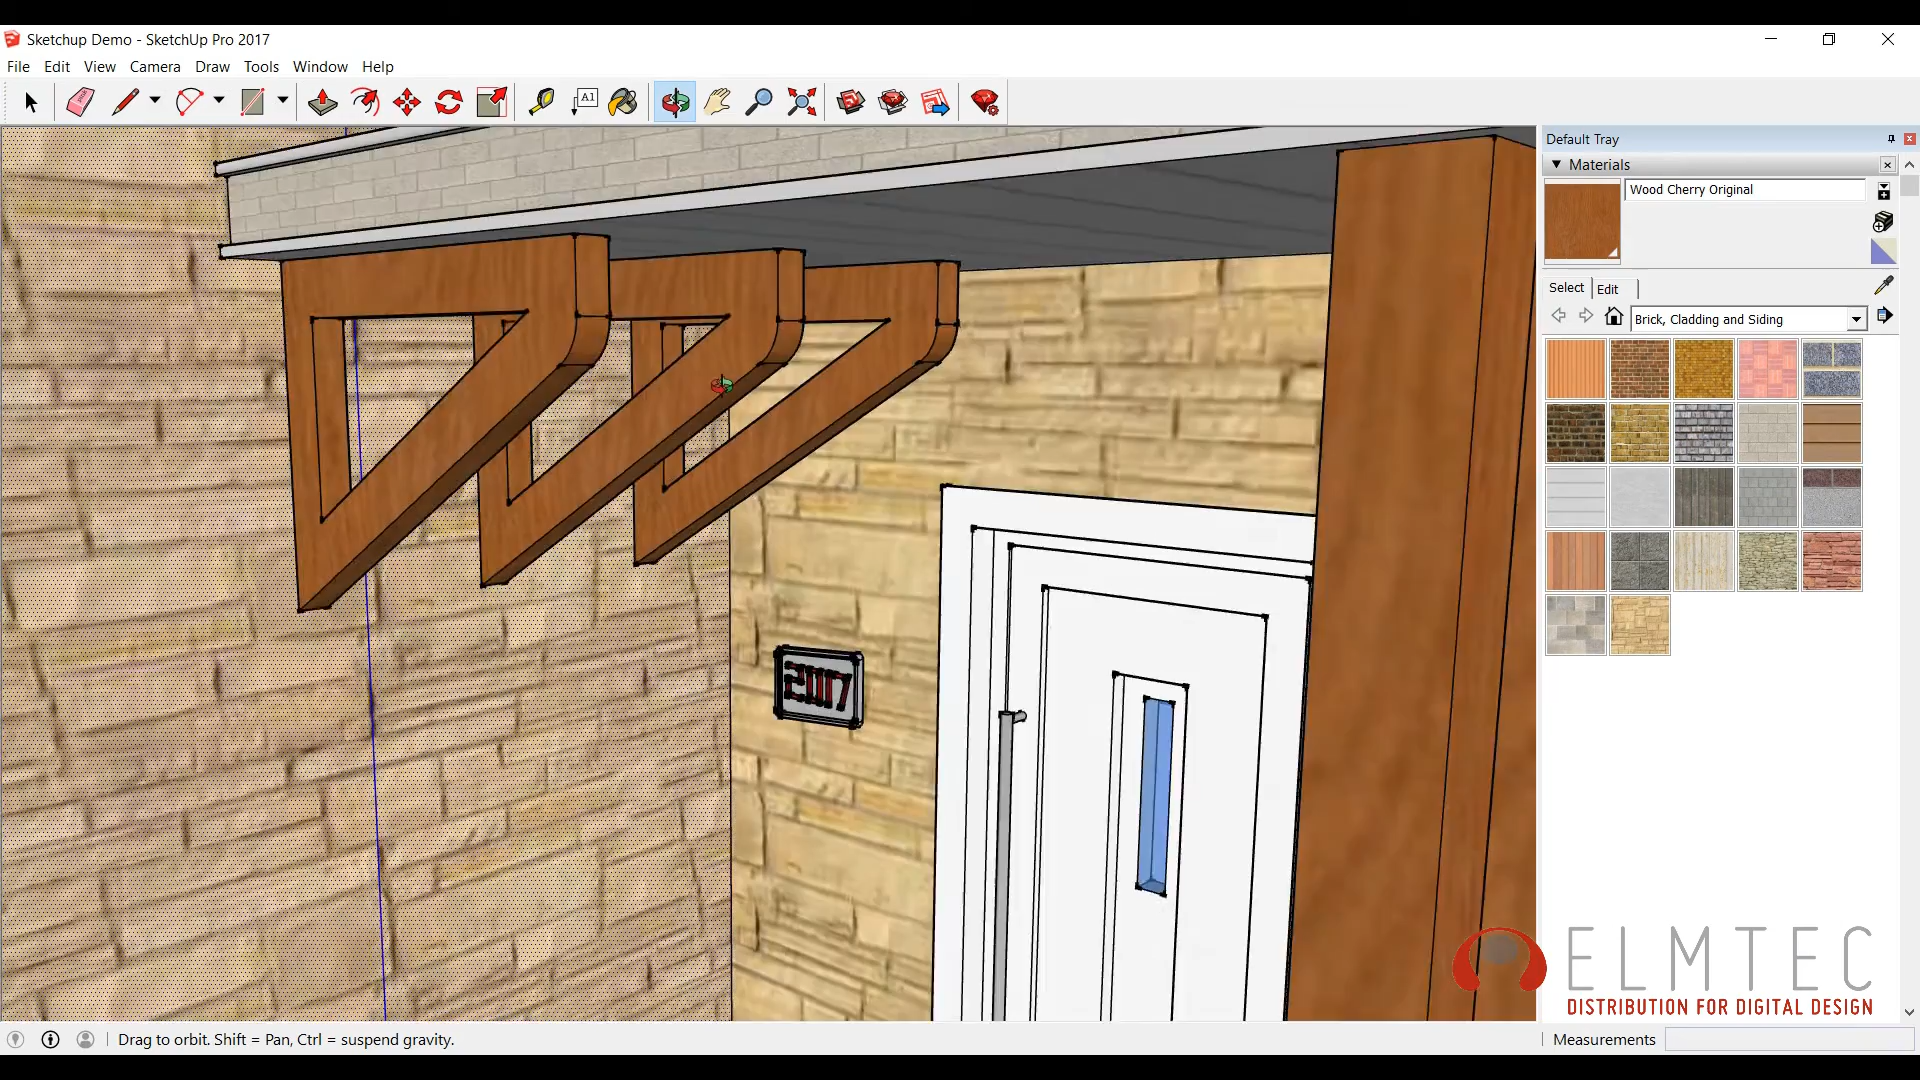 Sketchup Demo - SketchUp Pro 2017
File Edit View Camera Draw Tools Window Help
A1
Default Tray
Materials
Wood Cherry Original
Select Edit
Brick, Cladding and Siding
2017
ELMTEC
DISTRIBUTION FOR DIGITAL DESIGN
Drag to orbit. Shift = Pan, Ctrl = suspend gravity.
Measurements